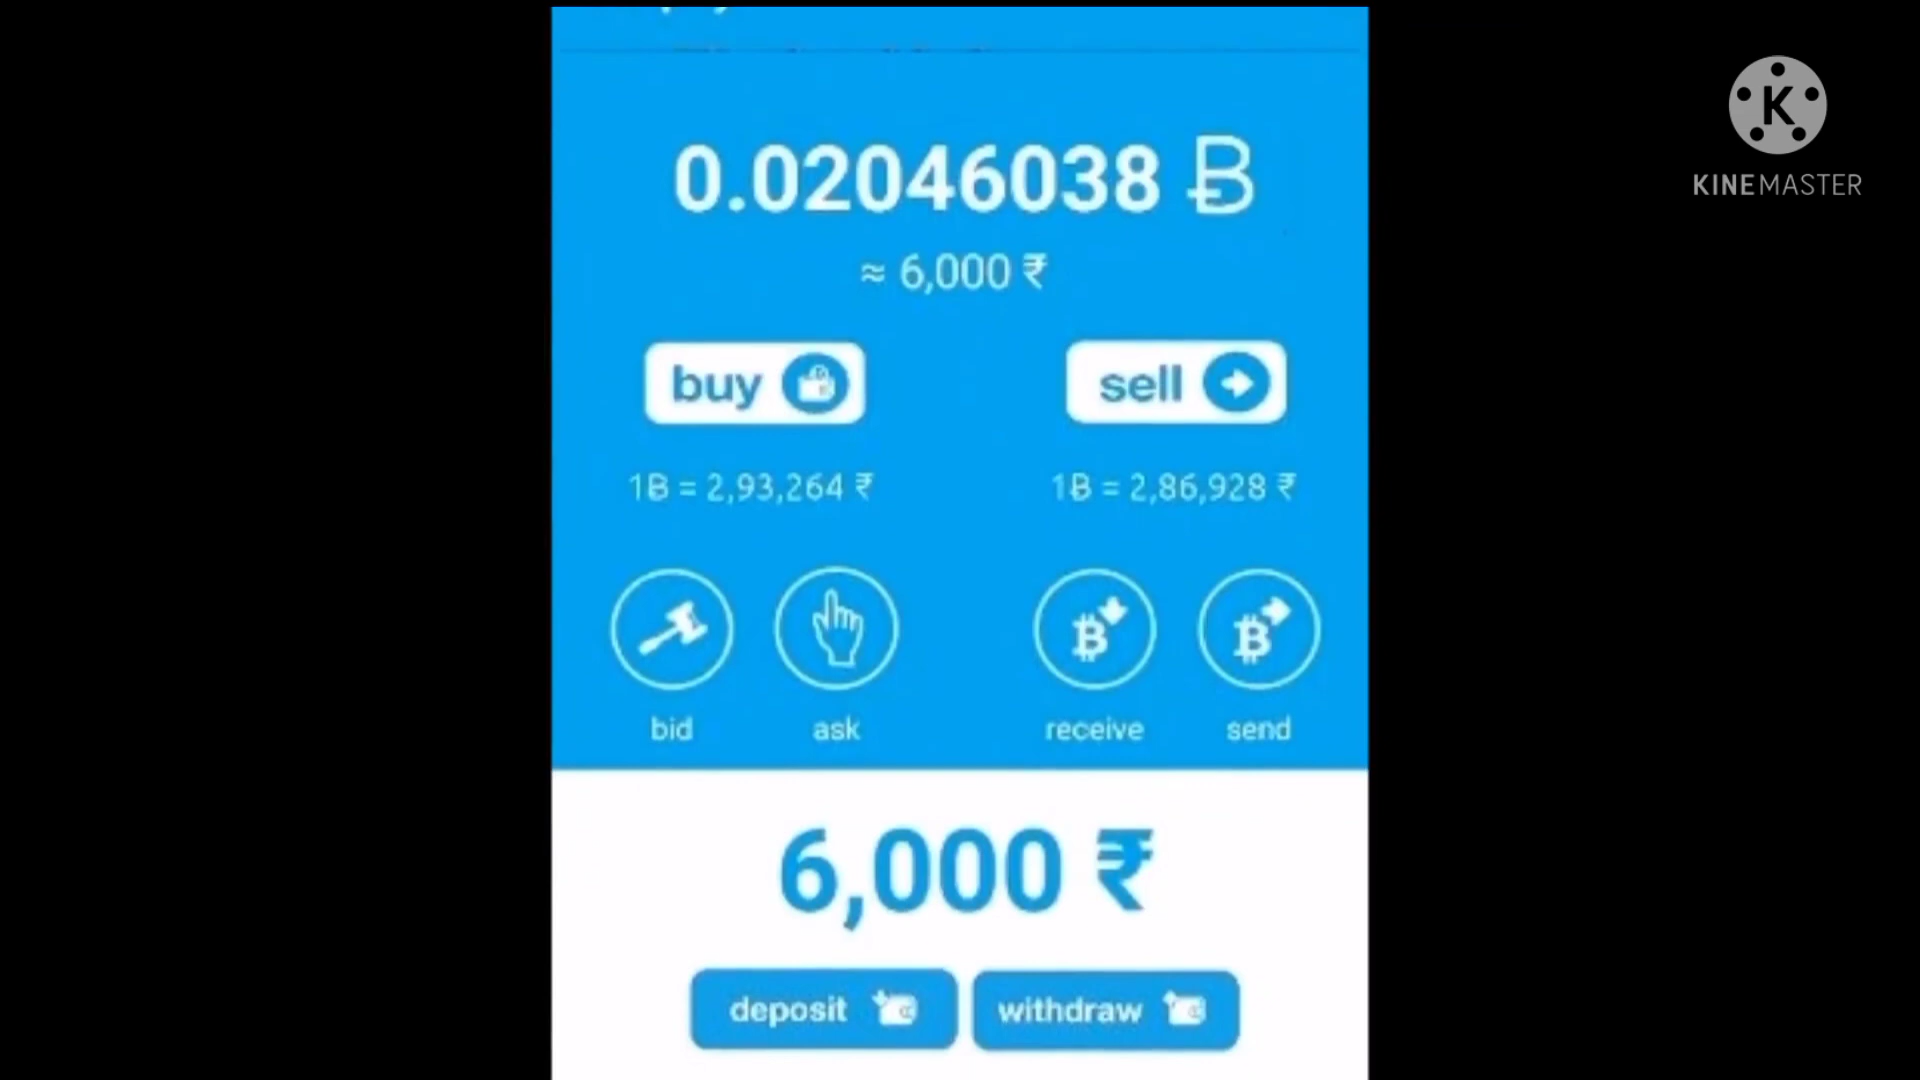 0.02046038 Ƀ
≈ 6,000 ₹
buy
sell
1Ƀ = 2,93,264 ₹
1Ƀ = 2,86,928 ₹
bid
ask
receive
send
6,000 ₹
deposit
withdraw
K
KINEMASTER